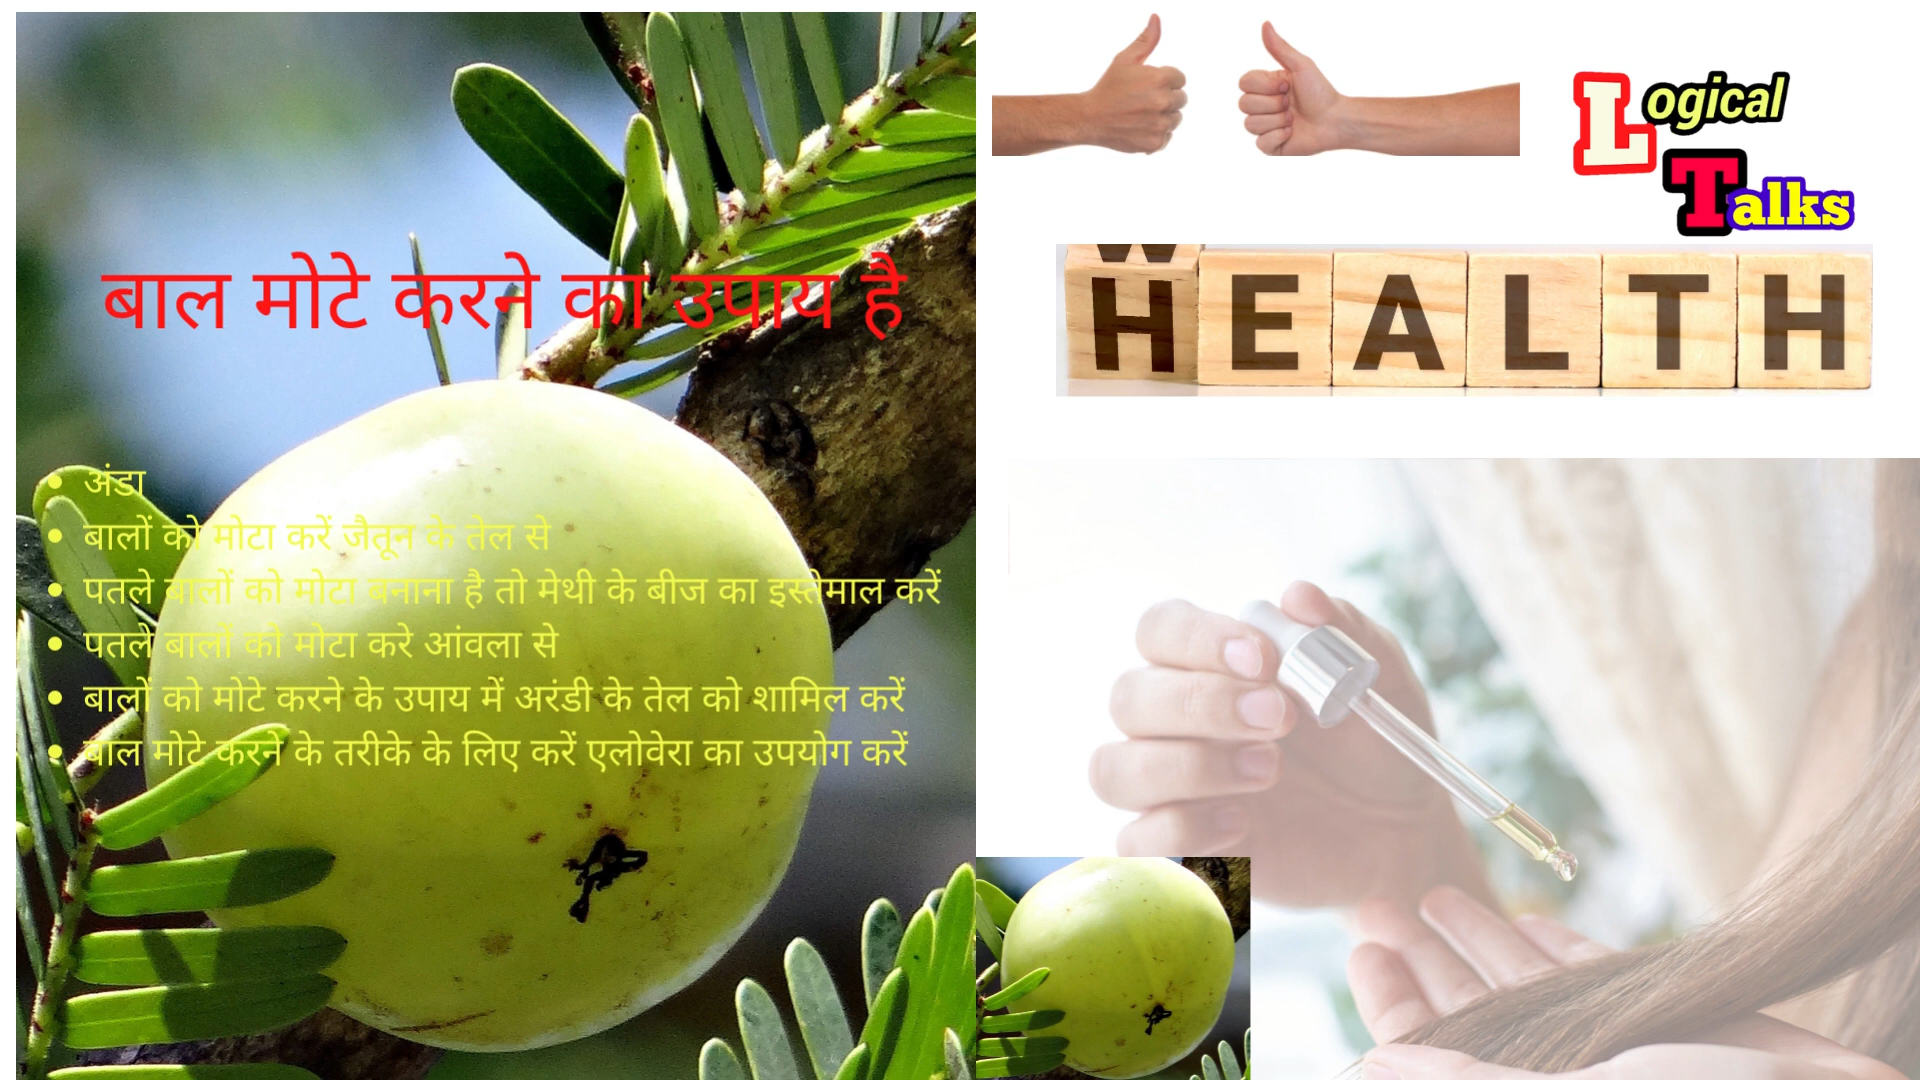 बाल मोटे करने का उपाय है
अंडा
बालों को मोटा करें जैतून के तेल से
पतले बालों को मोटा बनाना है तो मेथी के बीज का इस्तेमाल करें
पतले बालों को मोटा करे आंवला से
बालों को मोटे करने के उपाय में अरंडी के तेल को शामिल करें
बाल मोटे करने के तरीके के लिए करें एलोवेरा का उपयोग करें
Logical
Talks
W
HEALTH